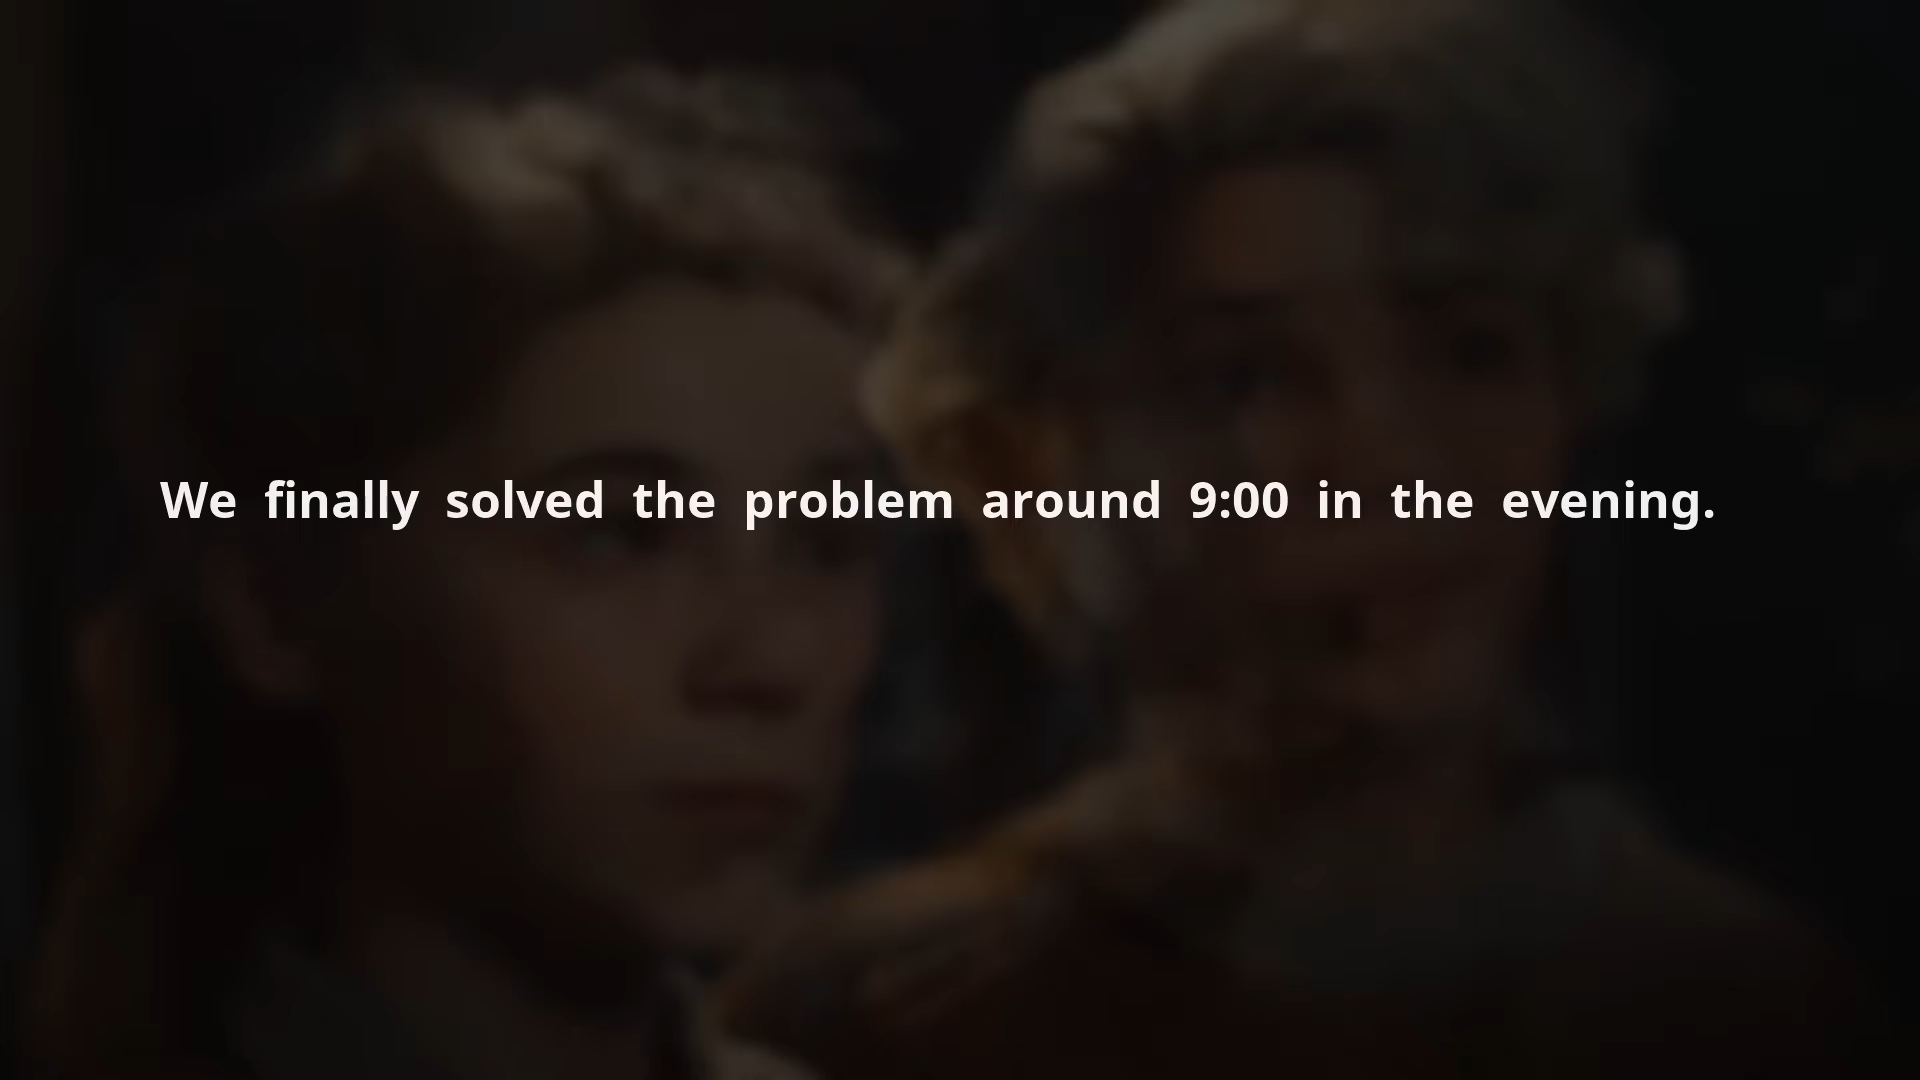 We finally solved the problem around 9:00 in the evening.